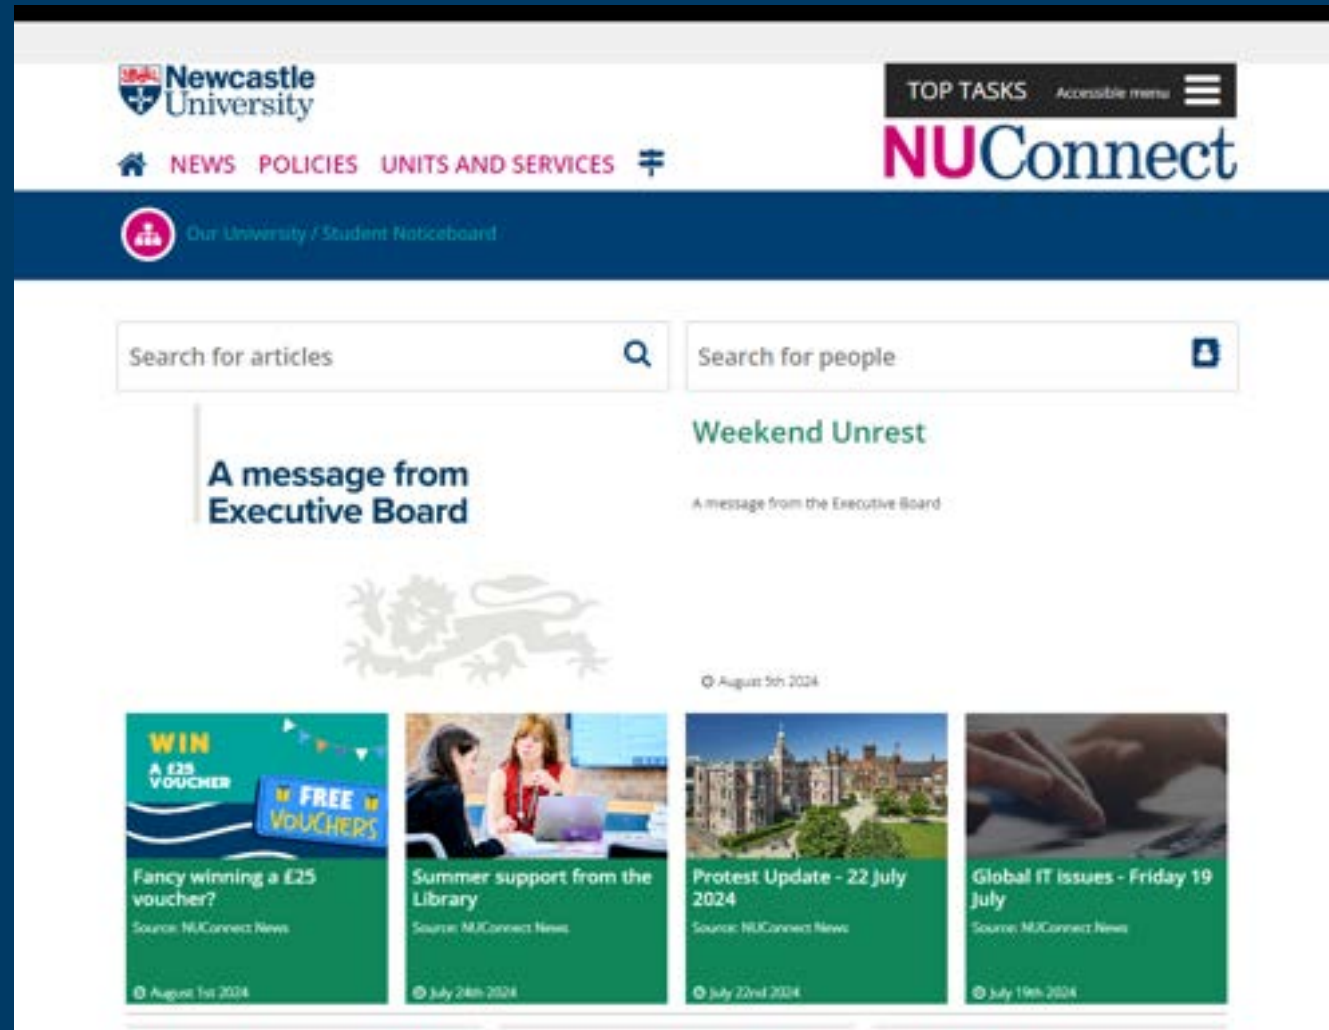 Newcastle
University
TOP TASKS Accessible menu
NEWS POLICIES UNITS AND SERVICES
NUConnect
Our University / Student Noticeboard
Search for articles
Search for people
A message from
Executive Board
Weekend Unrest
A message from the Executive Board
August 5th 2024
WIN
A £25
VOUCHER
FREE
VOUCHERS
Fancy winning a £25
voucher?
Source: NUConnect News
August 1st 2024
Summer support from the
Library
Source: NUConnect News
July 24th 2024
Protest Update - 22 July
2024
Source: NUConnect News
July 22nd 2024
Global IT issues - Friday 19
July
Source: NUConnect News
July 19th 2024